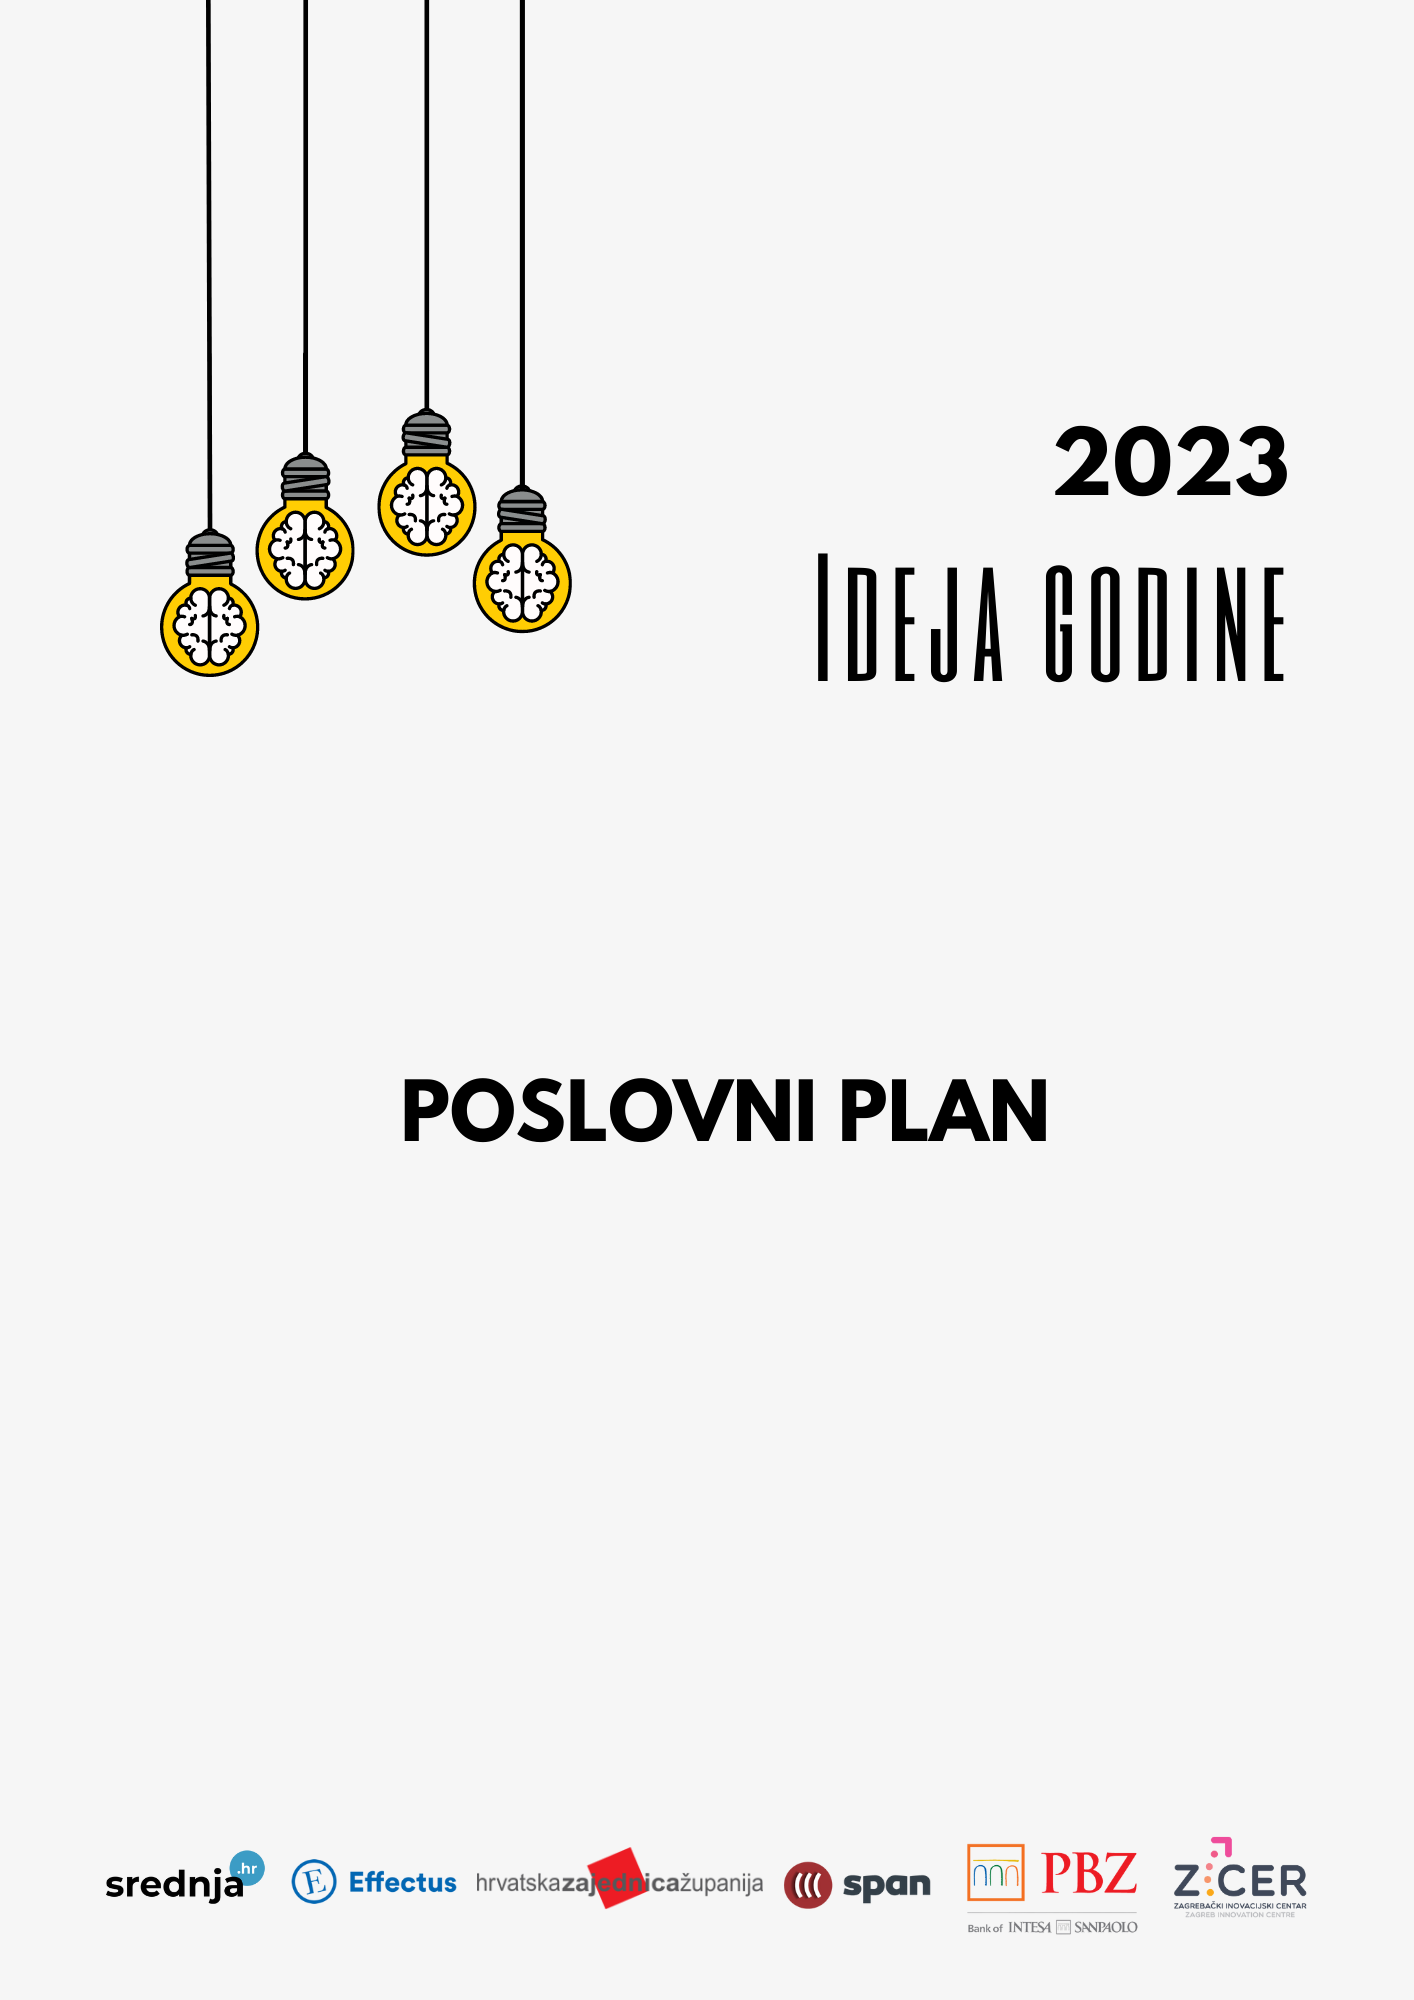 2023
IDEJA GODINE
POSLOVNI PLAN
srednja.hr
E Effectus
hrvatskazajednicažupanija
span
PBZ
Bank of INTESA SANPAOLO
ZICER
ZAGREBAČKI INOVACIJSKI CENTAR
ZAGREB INNOVATION CENTRE